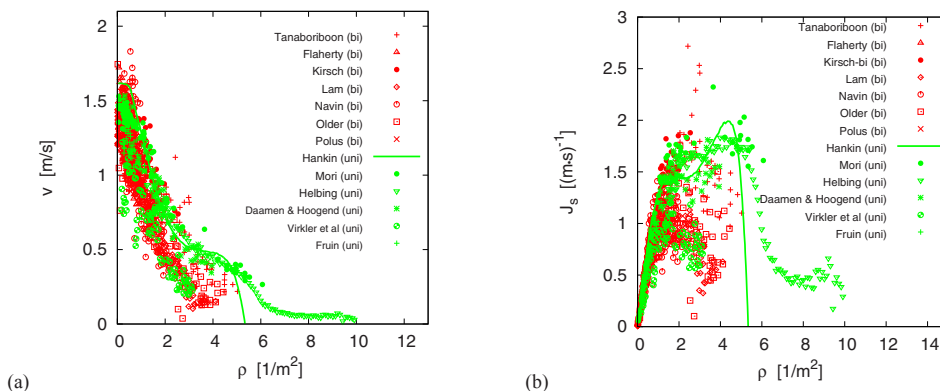 2
1.5
1
0.5
0
v [m/s]
0 2 4 6 8 10 12
ρ [1/m²]
Tanaboriboon (bi)
Flaherty (bi)
Kirsch (bi)
Lam (bi)
Navin (bi)
Older (bi)
Polus (bi)
Hankin (uni)
Mori (uni)
Helbing (uni)
Daamen & Hoogend (uni)
Virkler et al (uni)
Fruin (uni)
(a)
3
2.5
2
1.5
1
0.5
0
J_s [(m·s)⁻¹]
0 2 4 6 8 10 12 14
ρ [1/m²]
Tanaboriboon (bi)
Flaherty (bi)
Kirsch-bi (bi)
Lam (bi)
Navin (bi)
Older (bi)
Polus (bi)
Hankin (uni)
Mori (uni)
Helbing (uni)
Daamen & Hoogend (uni)
Virkler et al (uni)
Fruin (uni)
(b)